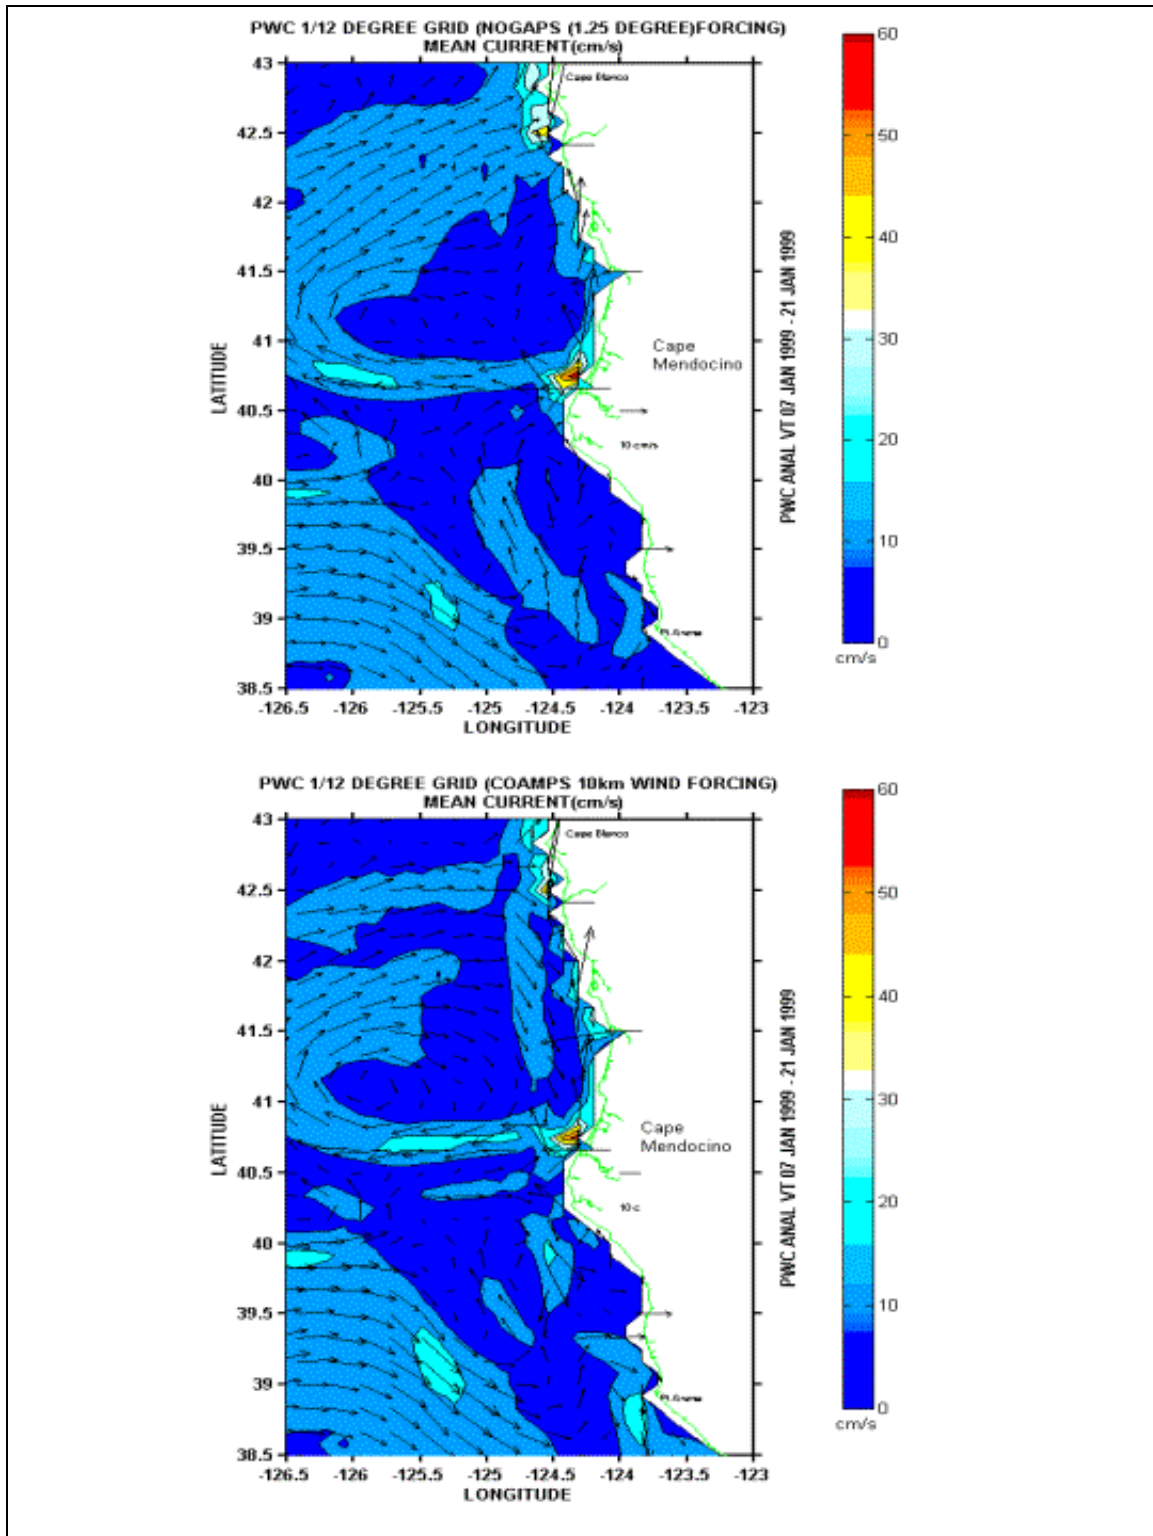 PWC 1/12 DEGREE GRID (NOGAPS (1.25 DEGREE)FORCING)
MEAN CURRENT(cm/s)
43
42.5
42
41.5
41
40.5
40
39.5
39
38.5
LATITUDE
Cape Blanco
Cape
Mendocino
10 cm/s
-126.5 -126 -125.5 -125 -124.5 -124 -123.5 -123
LONGITUDE
PWC ANAL VT 07 JAN 1999 - 21 JAN 1999
60
50
40
30
20
10
0
cm/s
PWC 1/12 DEGREE GRID (COAMPS 10km WIND FORCING)
MEAN CURRENT(cm/s)
43
42.5
42
41.5
41
40.5
40
39.5
39
38.5
LATITUDE
Cape Blanco
Cape
Mendocino
10 c
-126.5 -126 -125.5 -125 -124.5 -124 -123.5 -123
LONGITUDE
PWC ANAL VT 07 JAN 1999 - 21 JAN 1999
60
50
40
30
20
10
0
cm/s